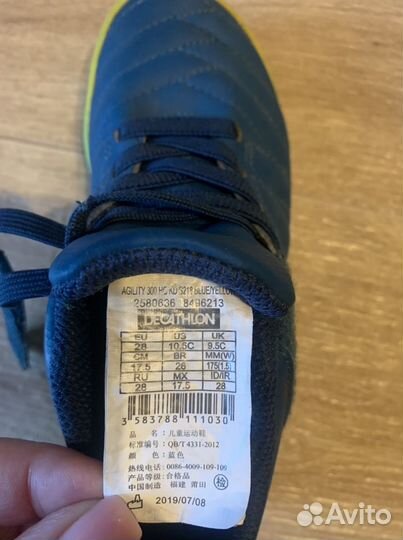 AGILITY 300 HG KD S218 BLUE/YELLOW
2580636 8496213
DECATHLON
EU US UK
28 10.5C 9.5C
CM BR MM(W)
17.5 26 175(1.5)
RU MX ID/IR
28 17.5 28
3 583788 111030
品 名：儿童运动鞋
标准编号：QB/T 4331-2012
颜 色：蓝色
热线电话：0086-4009-109-109
产品等级：合格品
中国制造 福建 莆田 检
2019/07/08
Avito